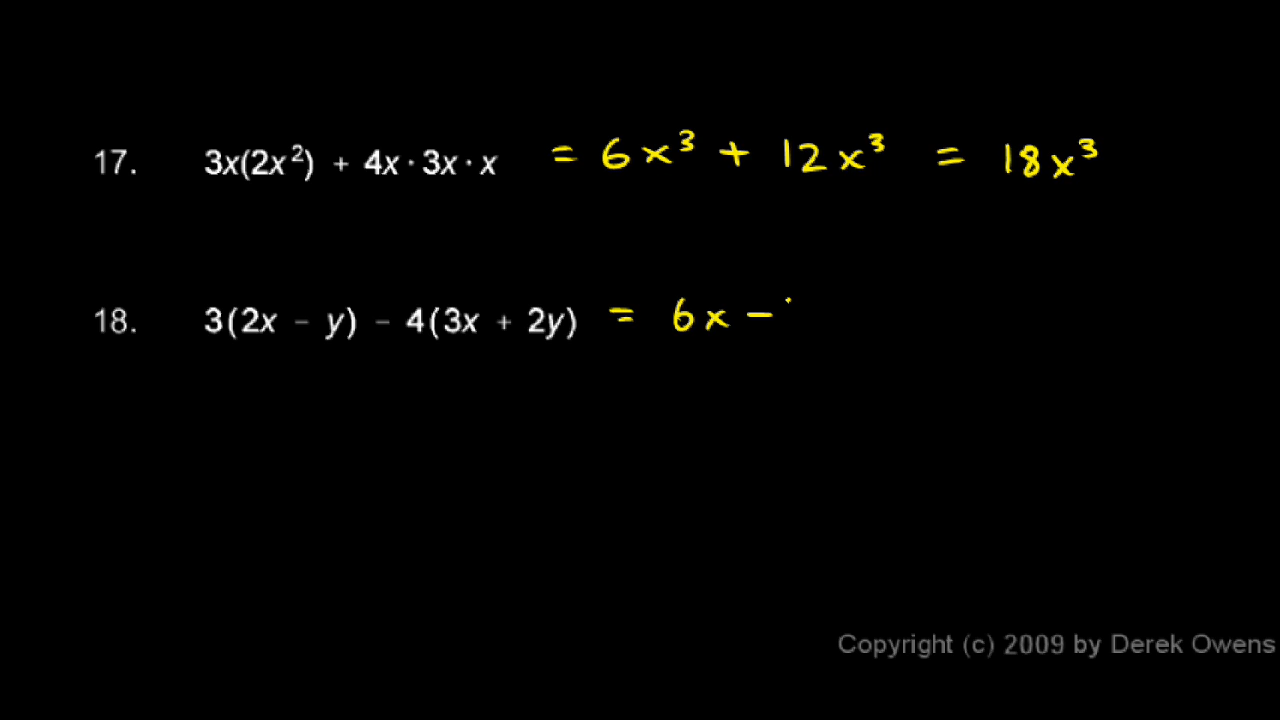 17. 3x(2x²) + 4x · 3x · x = 6x³ + 12x³ = 18x³
18. 3(2x - y) - 4(3x + 2y) = 6x -
Copyright (c) 2009 by Derek Owens